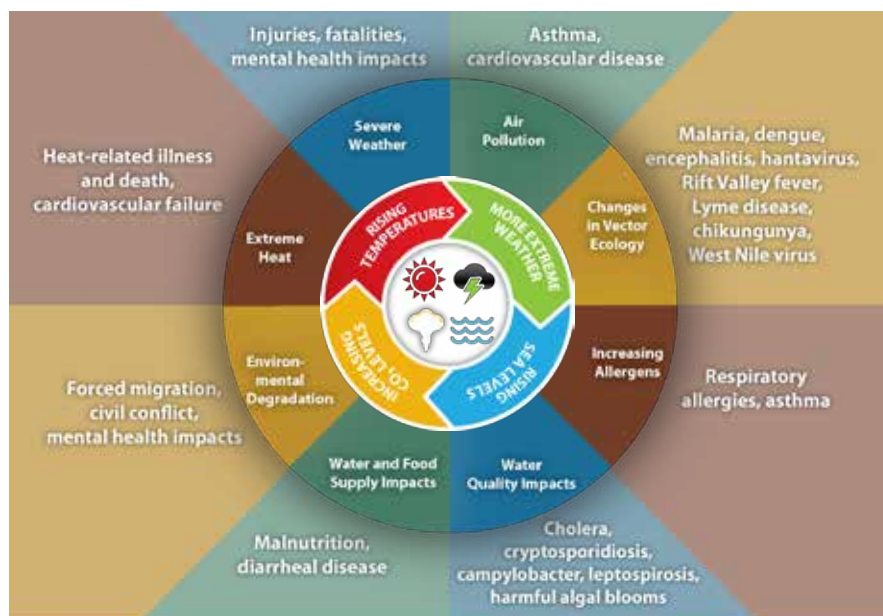 Injuries, fatalities,
mental health impacts
Asthma,
cardiovascular disease
Severe
Weather
Air
Pollution
Heat-related illness
and death,
cardiovascular failure
Malaria, dengue,
encephalitis, hantavirus,
Rift Valley fever,
Lyme disease,
chikungunya,
West Nile virus
Extreme
Heat
RISING
TEMPERATURES
MORE EXTREME
WEATHER
Changes
in Vector
Ecology
Environ-
mental
Degradation
INCREASING
CO₂ LEVELS
RISING
SEA LEVELS
Increasing
Allergens
Forced migration,
civil conflict,
mental health impacts
Respiratory
allergies, asthma
Water and Food
Supply Impacts
Water
Quality Impacts
Malnutrition,
diarrheal disease
Cholera,
cryptosporidiosis,
campylobacter, leptospirosis,
harmful algal blooms